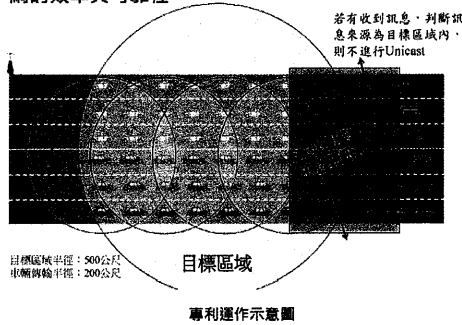 若有收到訊息,判斷訊
息來源為目標區域內,
則不進行Unicast
目標區域半徑:500公尺
車輛傳輸半徑:200公尺
目標區域
專利運作示意圖